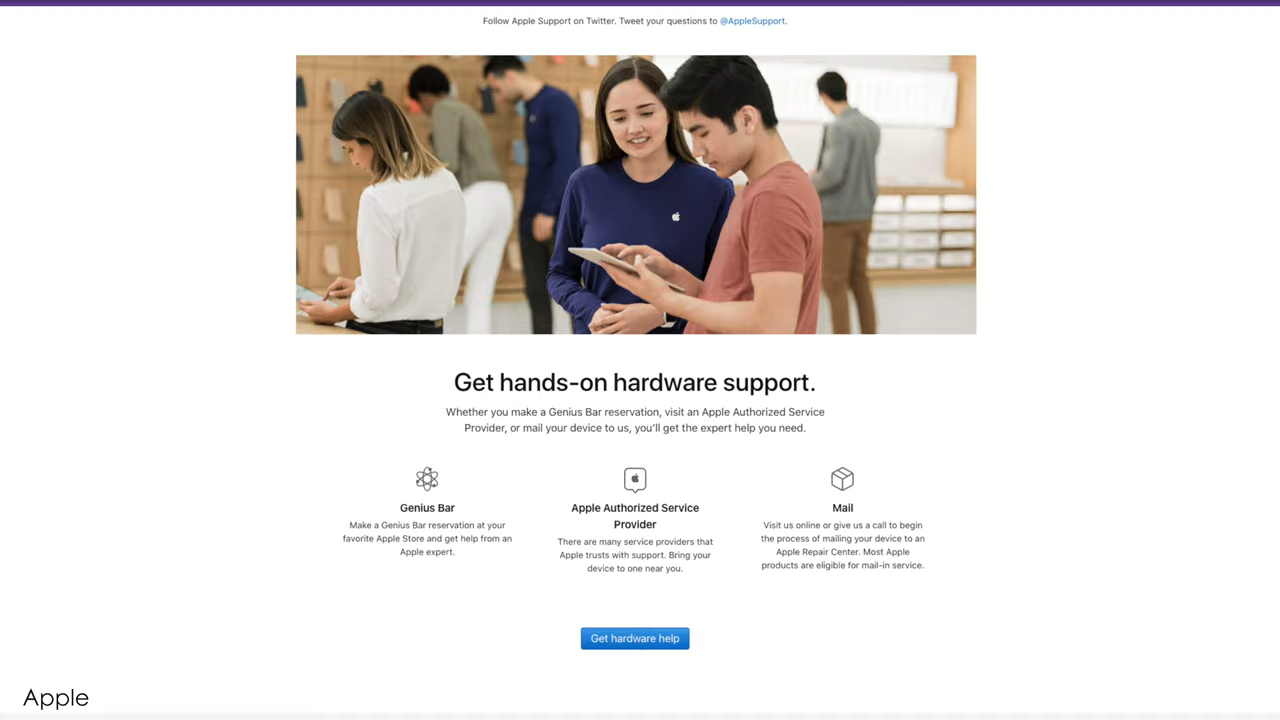 Follow Apple Support on Twitter. Tweet your questions to @AppleSupport.
Get hands-on hardware support.
Whether you make a Genius Bar reservation, visit an Apple Authorized Service
Provider, or mail your device to us, you’ll get the expert help you need.
Genius Bar
Make a Genius Bar reservation at your
favorite Apple Store and get help from an
Apple expert.
Apple Authorized Service
Provider
There are many service providers that
Apple trusts with support. Bring your
device to one near you.
Mail
Visit us online or give us a call to begin
the process of mailing your device to an
Apple Repair Center. Most Apple
products are eligible for mail-in service.
Get hardware help
Apple